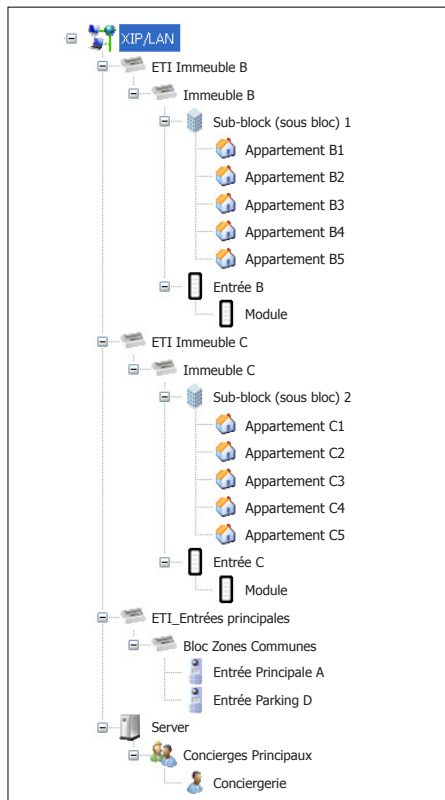 XIP/LAN
ETI Immeuble B
Immeuble B
Sub-block (sous bloc) 1
Appartement B1
Appartement B2
Appartement B3
Appartement B4
Appartement B5
Entrée B
Module
ETI Immeuble C
Immeuble C
Sub-block (sous bloc) 2
Appartement C1
Appartement C2
Appartement C3
Appartement C4
Appartement C5
Entrée C
Module
ETI_Entrées principales
Bloc Zones Communes
Entrée Principale A
Entrée Parking D
Server
Concierges Principaux
Conciergerie